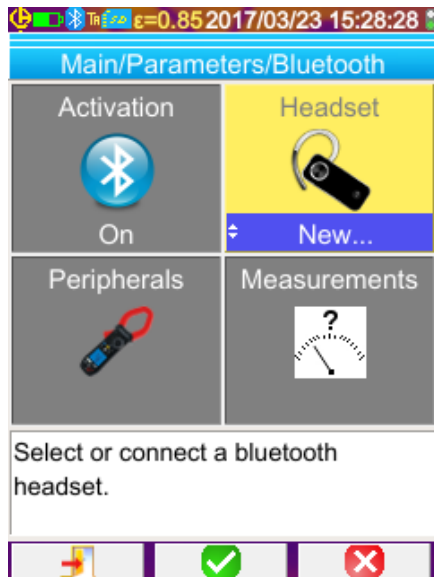 ε=0.85 2017/03/23 15:28:28
Main/Parameters/Bluetooth
Activation
Headset
On
New...
Peripherals
Measurements
?
Select or connect a bluetooth
headset.